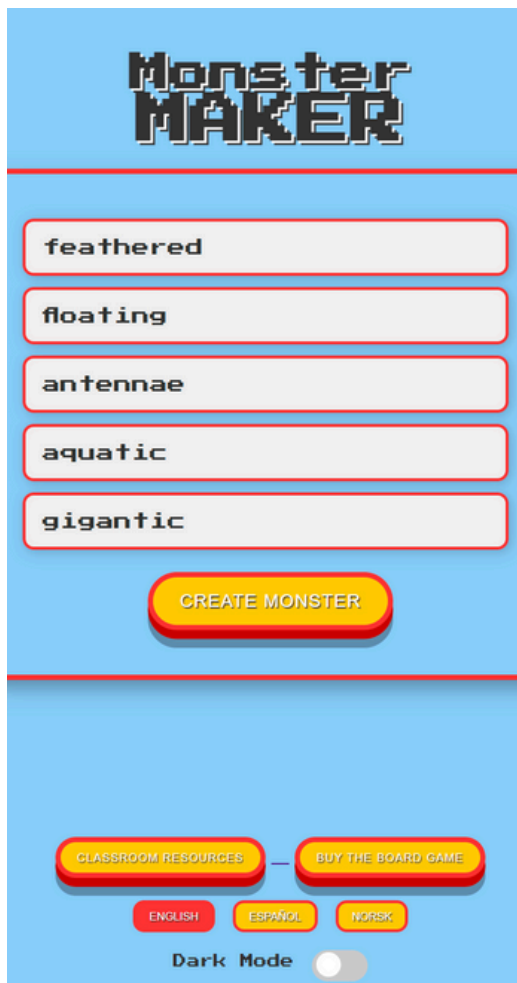 Monster
MAKER
feathered
floating
antennae
aquatic
gigantic
CREATE MONSTER
CLASSROOM RESOURCES _ BUY THE BOARD GAME
ENGLISH ESPAÑOL NORSK
Dark Mode